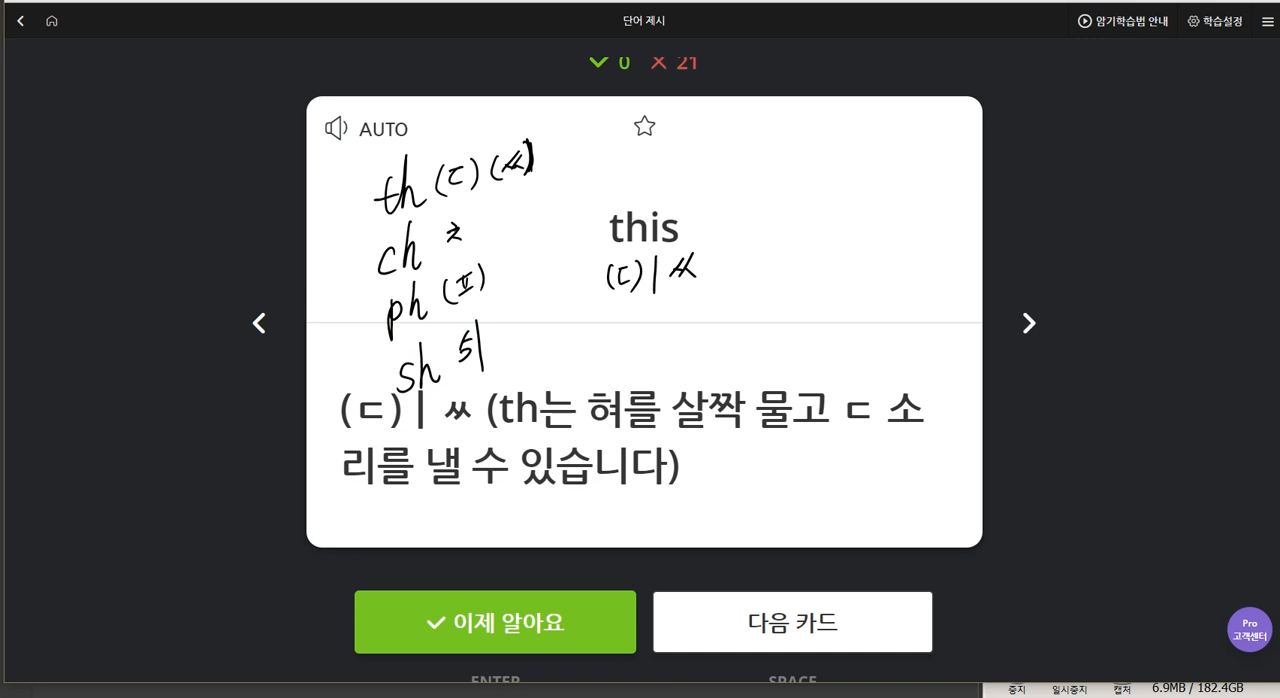 단어 제시
암기학습법 안내
학습설정
0 21
AUTO
th (ㄷ) (ㅆ)
this
ch ㅊ
(ㄷ) ㅣ ㅆ
ph (ㅍ)
sh 쉬
(ㄷ)ㅣㅆ (th는 혀를 살짝 물고 ㄷ 소
리를 낼 수 있습니다)
이제 알아요
다음 카드
Pro
고객센터
ENTER
SPACE
중지 일시중지 캡처 6.9MB / 182.4GB